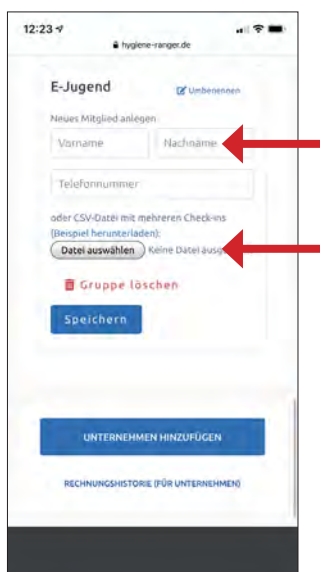 12:23
hygiene-ranger.de
E-Jugend
Umbenennen
Neues Mitglied anlegen
Vorname
Nachname
Telefonnummer
oder CSV-Datei mit mehreren Check-ins
(Beispiel herunterladen):
Datei auswählen Keine Datei
Gruppe löschen
Speichern
UNTERNEHMEN HINZUFÜGEN
RECHNUNGSHISTORIE (FÜR UNTERNEHMEN)